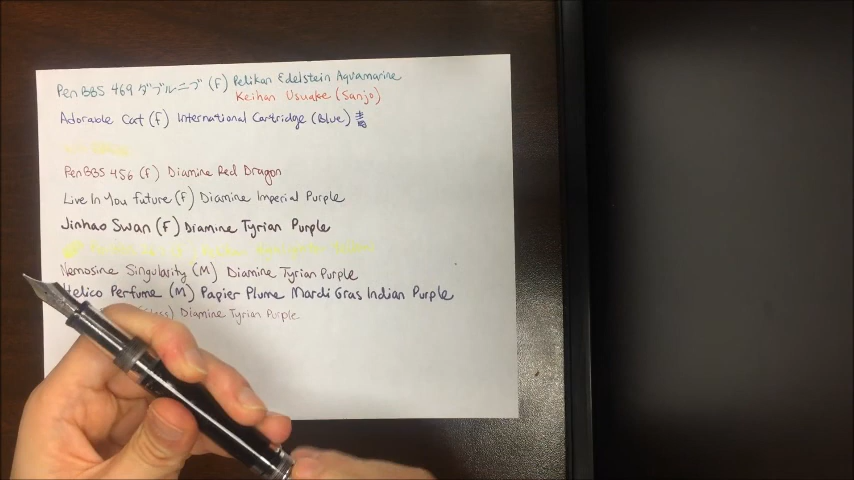 PenBBS 469 ダブルニブ (F) Pelikan Edelstein Aquamarine
Keihan Usuake (Sanjo)
Adorable Cat (F) International Cartridge (Blue) 青
PenBBS 456 (F) Diamine Red Dragon
Live In You Future (F) Diamine Imperial Purple
Jinhao Swan (F) Diamine Tyrian Purple
Nemosine Singularity (M) Diamine Tyrian Purple
Helico Perfume (M) Papier Plume Mardi Gras Indian Purple
Diamine Tyrian Purple